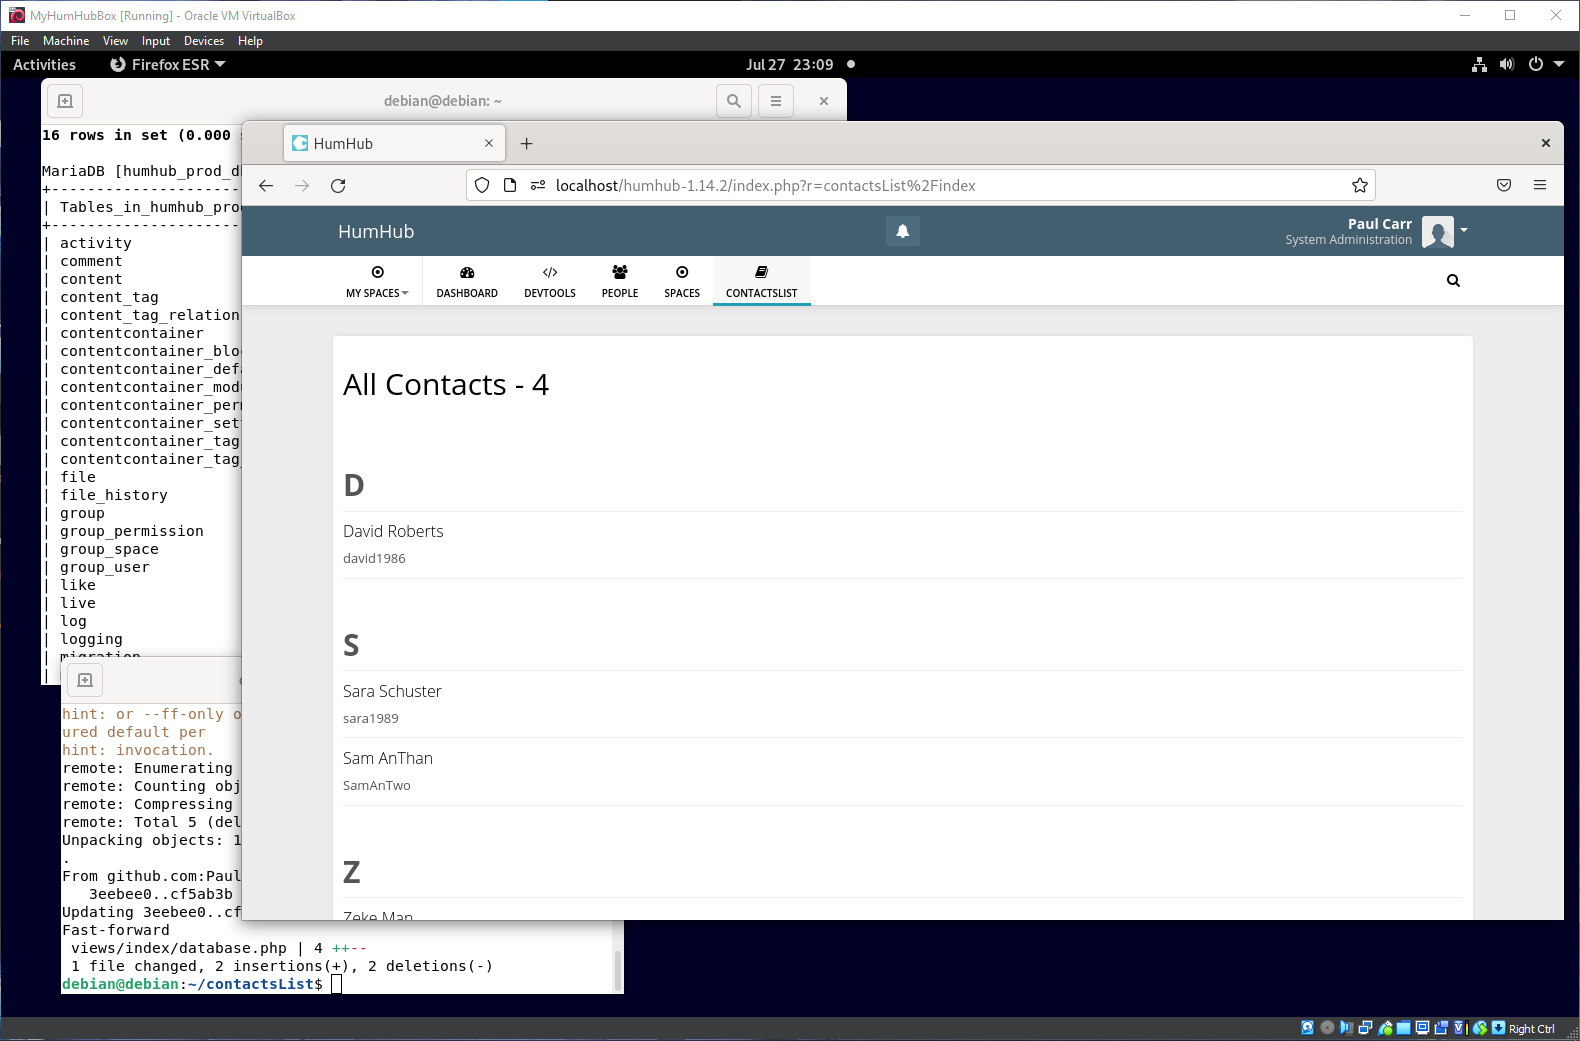 MyHumHubBox [Running] - Oracle VM VirtualBox
File Machine View Input Devices Help
Activities Firefox ESR Jul 27 23:09
debian@debian: ~
16 rows in set (0.000
MariaDB [humhub_prod_d
+----------------------
| Tables_in_humhub_pro
+----------------------
| activity
| comment
| content
| content_tag
| content_tag_relation
| contentcontainer
| contentcontainer_blo
| contentcontainer_def
| contentcontainer_mod
| contentcontainer_per
| contentcontainer_set
| contentcontainer_tag
| contentcontainer_tag
| file
| file_history
| group
| group_permission
| group_space
| group_user
| like
| live
| log
| logging
| migration
|
HumHub
localhost/humhub-1.14.2/index.php?r=contactsList%2Findex
HumHub
Paul Carr
System Administration
MY SPACES DASHBOARD DEVTOOLS PEOPLE SPACES CONTACTSLIST
All Contacts - 4
D
David Roberts
david1986
S
Sara Schuster
sara1989
Sam AnThan
SamAnTwo
Z
Zeke Man
hint: or --ff-only o
ured default per
hint: invocation.
remote: Enumerating
remote: Counting obj
remote: Compressing
remote: Total 5 (del
Unpacking objects: 1
.
From github.com:Paul
3eebee0..cf5ab3b
Updating 3eebee0..cf
Fast-forward
views/index/database.php | 4 ++--
1 file changed, 2 insertions(+), 2 deletions(-)
debian@debian:~/contactsList$
Right Ctrl